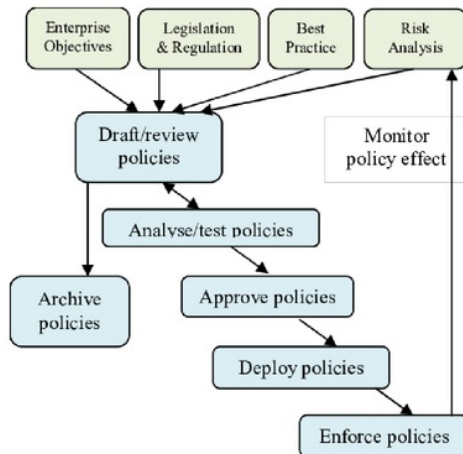 Enterprise
Objectives
Legislation
& Regulation
Best
Practice
Risk
Analysis
Draft/review
policies
Monitor
policy effect
Analyse/test policies
Archive
policies
Approve policies
Deploy policies
Enforce policies